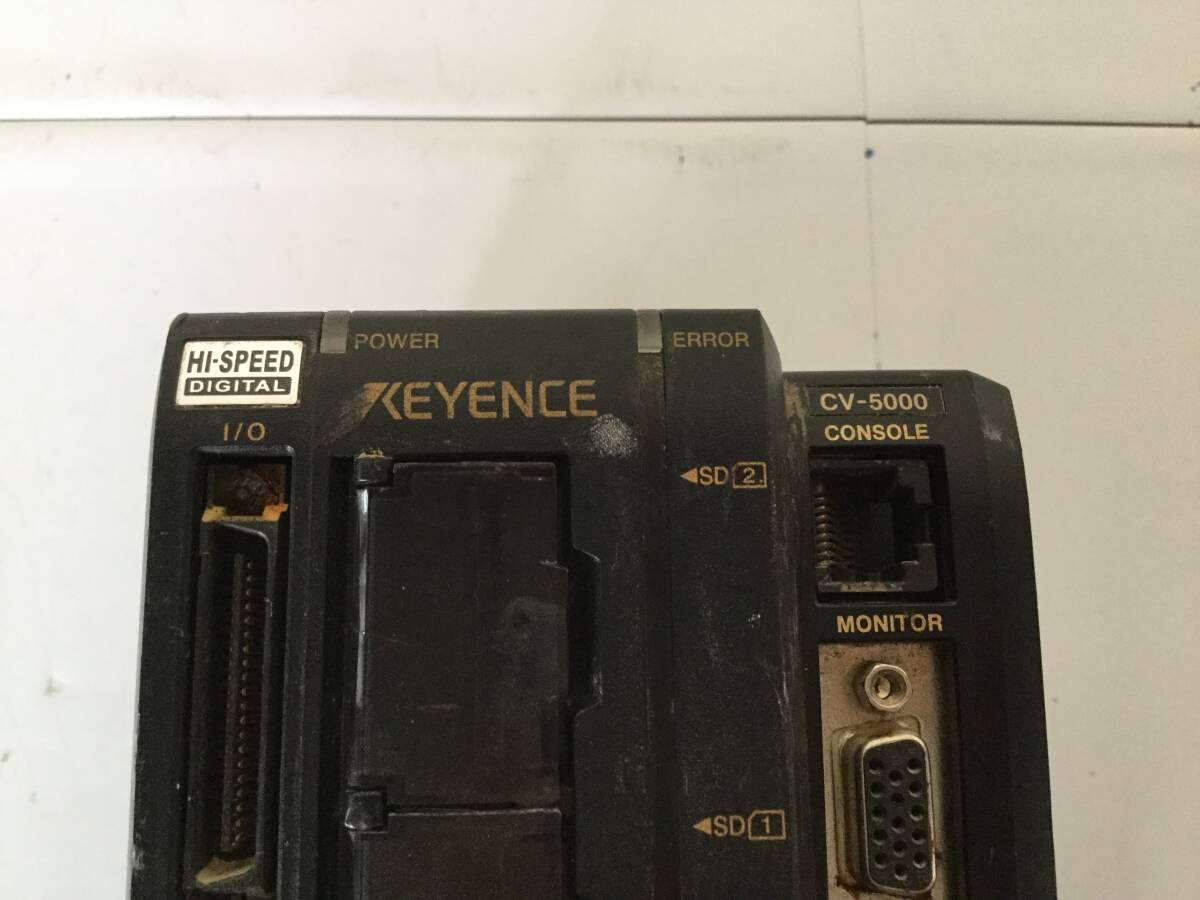 HI-SPEED
DIGITAL
I/O
POWER
ERROR
KEYENCE
SD 2
SD 1
CV-5000
CONSOLE
MONITOR